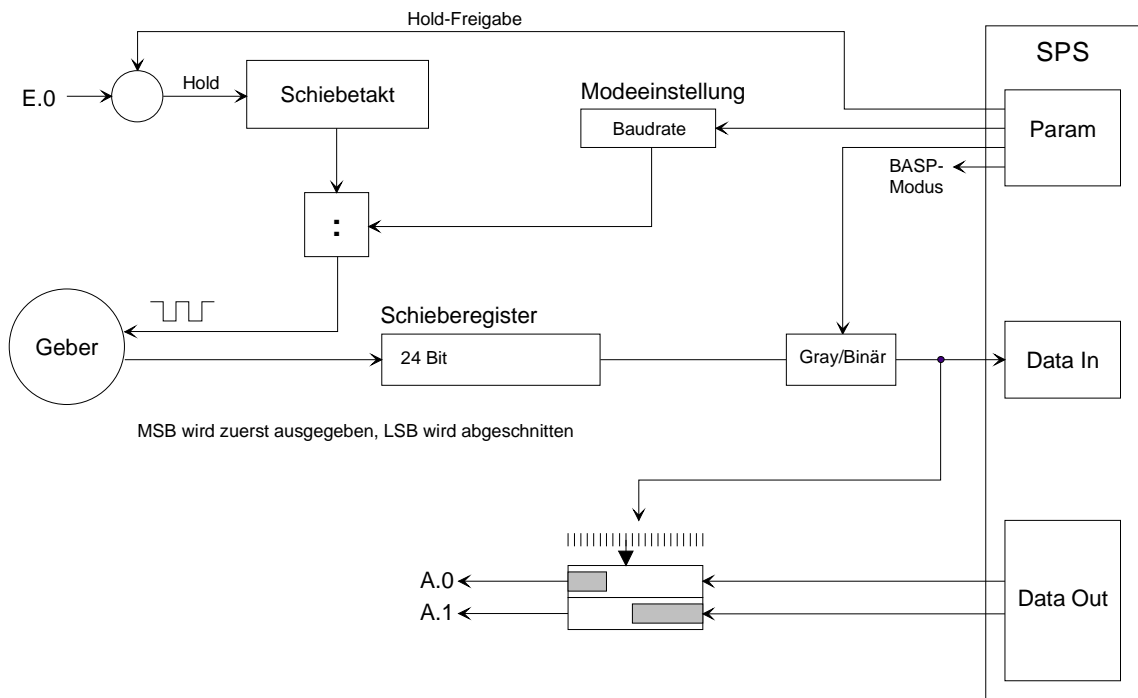 Hold-Freigabe
SPS
Hold
E.0
Schiebetakt
Modeeinstellung
Baudrate
Param
BASP-
Modus
:
Geber
Schieberegister
24 Bit
Gray/Binär
Data In
MSB wird zuerst ausgegeben, LSB wird abgeschnitten
A.0
A.1
Data Out